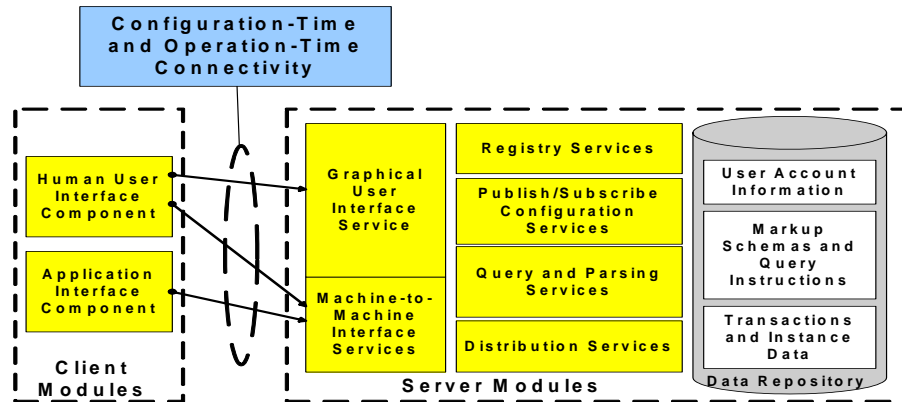 Configuration-Time
and Operation-Time
Connectivity
Human User
Interface
Component
Application
Interface
Component
Client
Modules
Graphical
User
Interface
Service
Machine-to-
Machine
Interface
Services
Registry Services
Publish/Subscribe
Configuration
Services
Query and Parsing
Services
Distribution Services
Server Modules
User Account
Information
Markup
Schemas and
Query
Instructions
Transactions
and Instance
Data
Data Repository